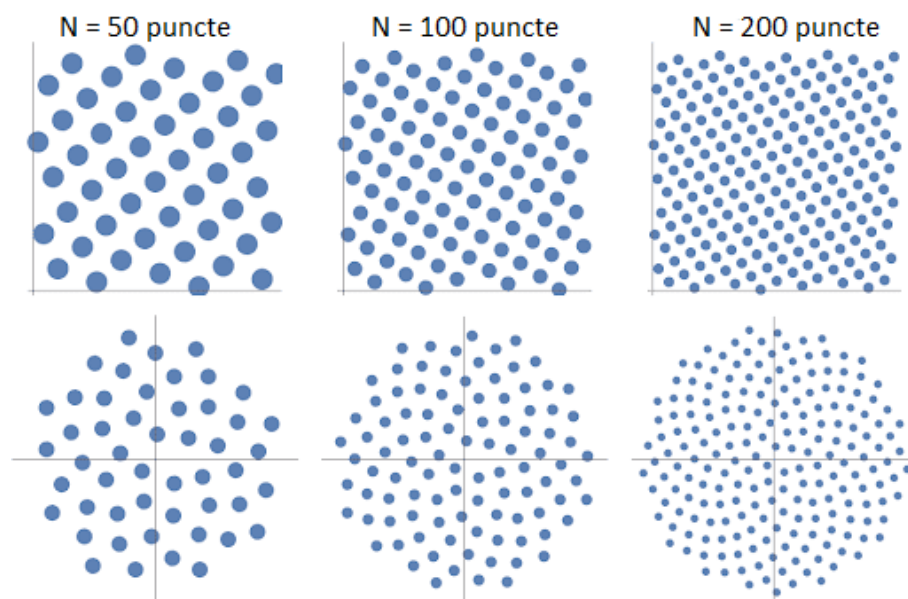 N = 50 puncte
N = 100 puncte
N = 200 puncte